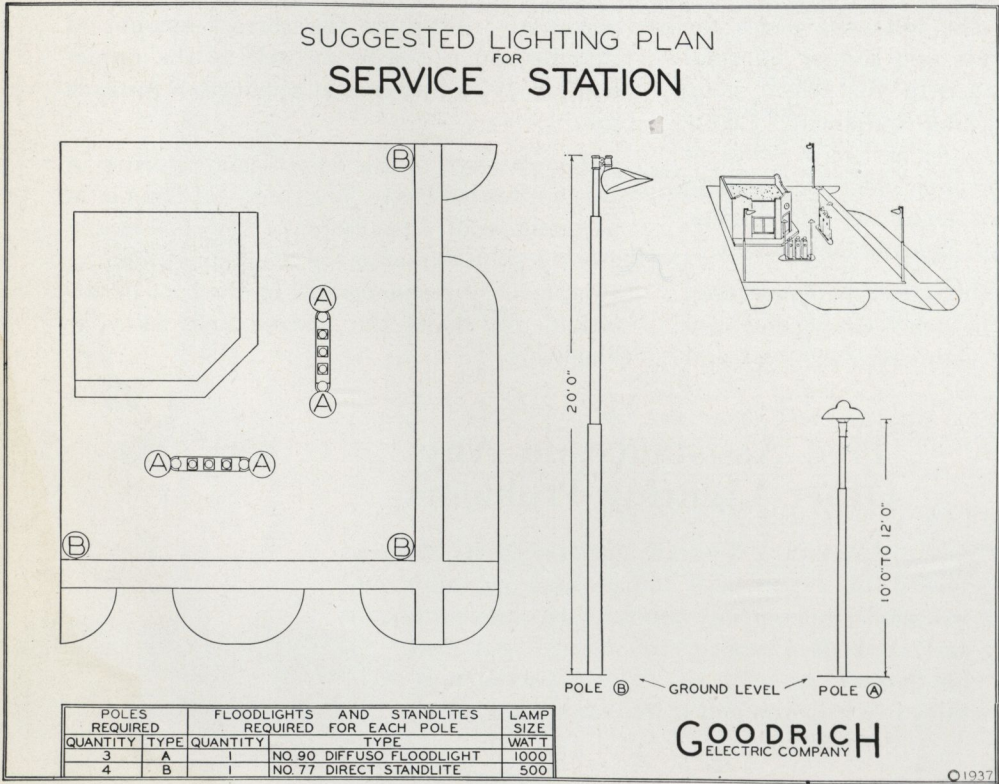 SUGGESTED LIGHTING PLAN
FOR
SERVICE STATION
B
A
A
A A
B B
20'0"
10'0" TO 12'0"
POLE B GROUND LEVEL POLE A
POLES REQUIRED FLOODLIGHTS AND STANDLITES REQUIRED FOR EACH POLE LAMP SIZE
QUANTITY TYPE QUANTITY TYPE WATT
3 A 1 NO. 90 DIFFUSO FLOODLIGHT 1000
4 B 1 NO. 77 DIRECT STANDLITE 500
GOODRICH
ELECTRIC COMPANY
©1937